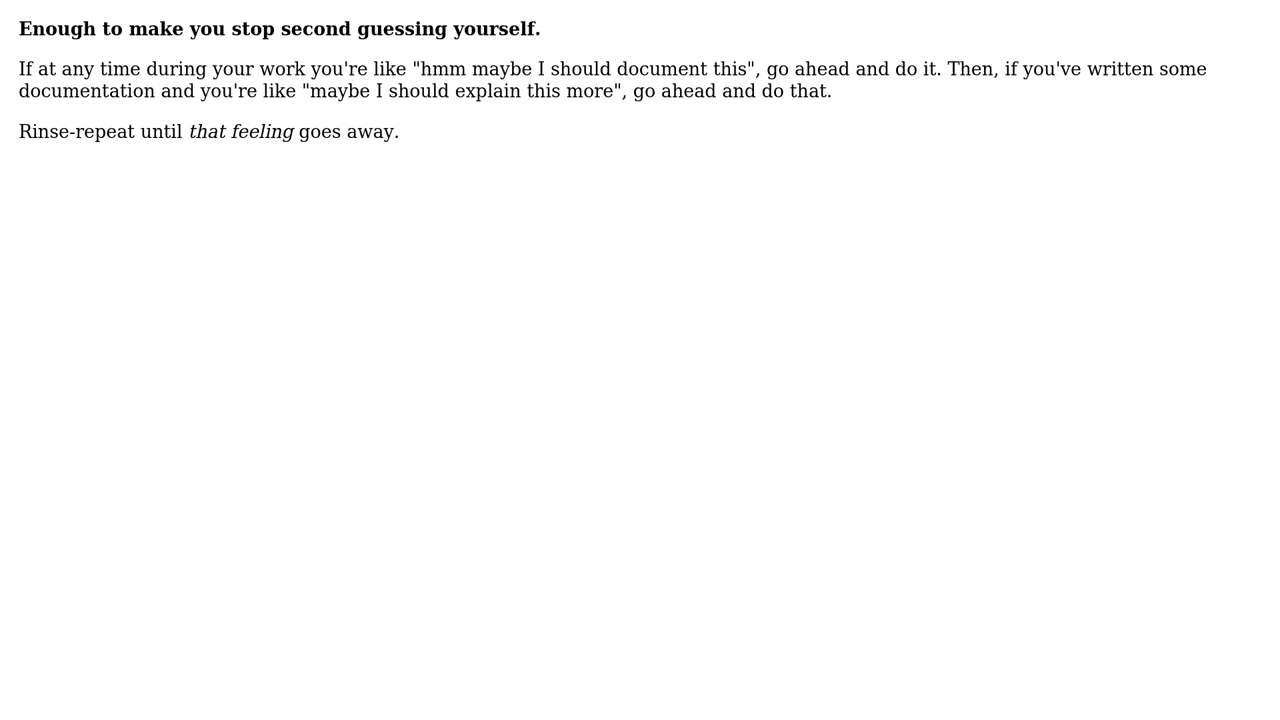 Enough to make you stop second guessing yourself.
If at any time during your work you're like "hmm maybe I should document this", go ahead and do it. Then, if you've written some
documentation and you're like "maybe I should explain this more", go ahead and do that.
Rinse-repeat until that feeling goes away.